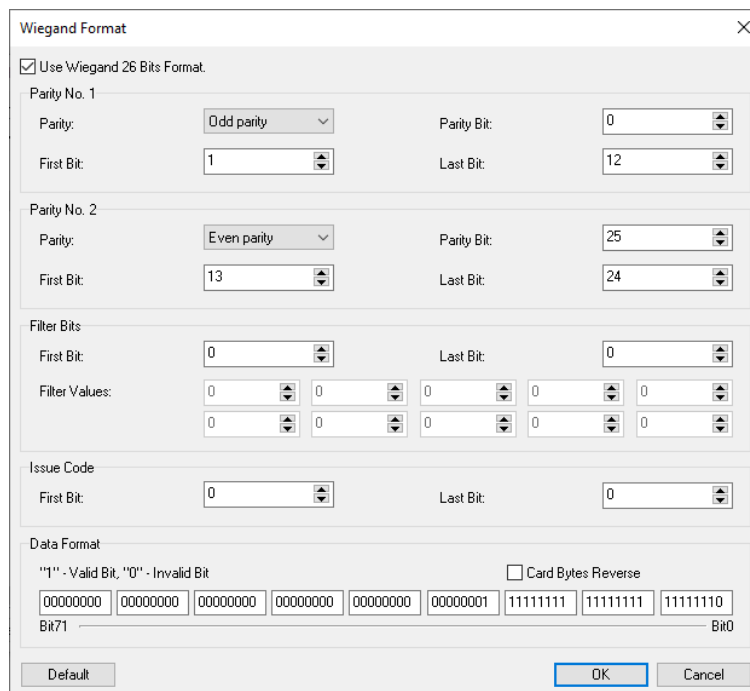 Wiegand Format
Use Wiegand 26 Bits Format.
Parity No. 1
Parity: Odd parity Parity Bit: 0
First Bit: 1 Last Bit: 12
Parity No. 2
Parity: Even parity Parity Bit: 25
First Bit: 13 Last Bit: 24
Filter Bits
First Bit: 0 Last Bit: 0
Filter Values: 0 0 0 0 0
0 0 0 0 0
Issue Code
First Bit: 0 Last Bit: 0
Data Format
"1" - Valid Bit, "0" - Invalid Bit Card Bytes Reverse
00000000 00000000 00000000 00000000 00000000 00000001 11111111 11111111 11111110
Bit71 Bit0
Default OK Cancel